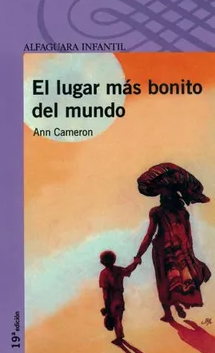 ALFAGUARA INFANTIL
El lugar más bonito
del mundo
Ann Cameron
19ª edición